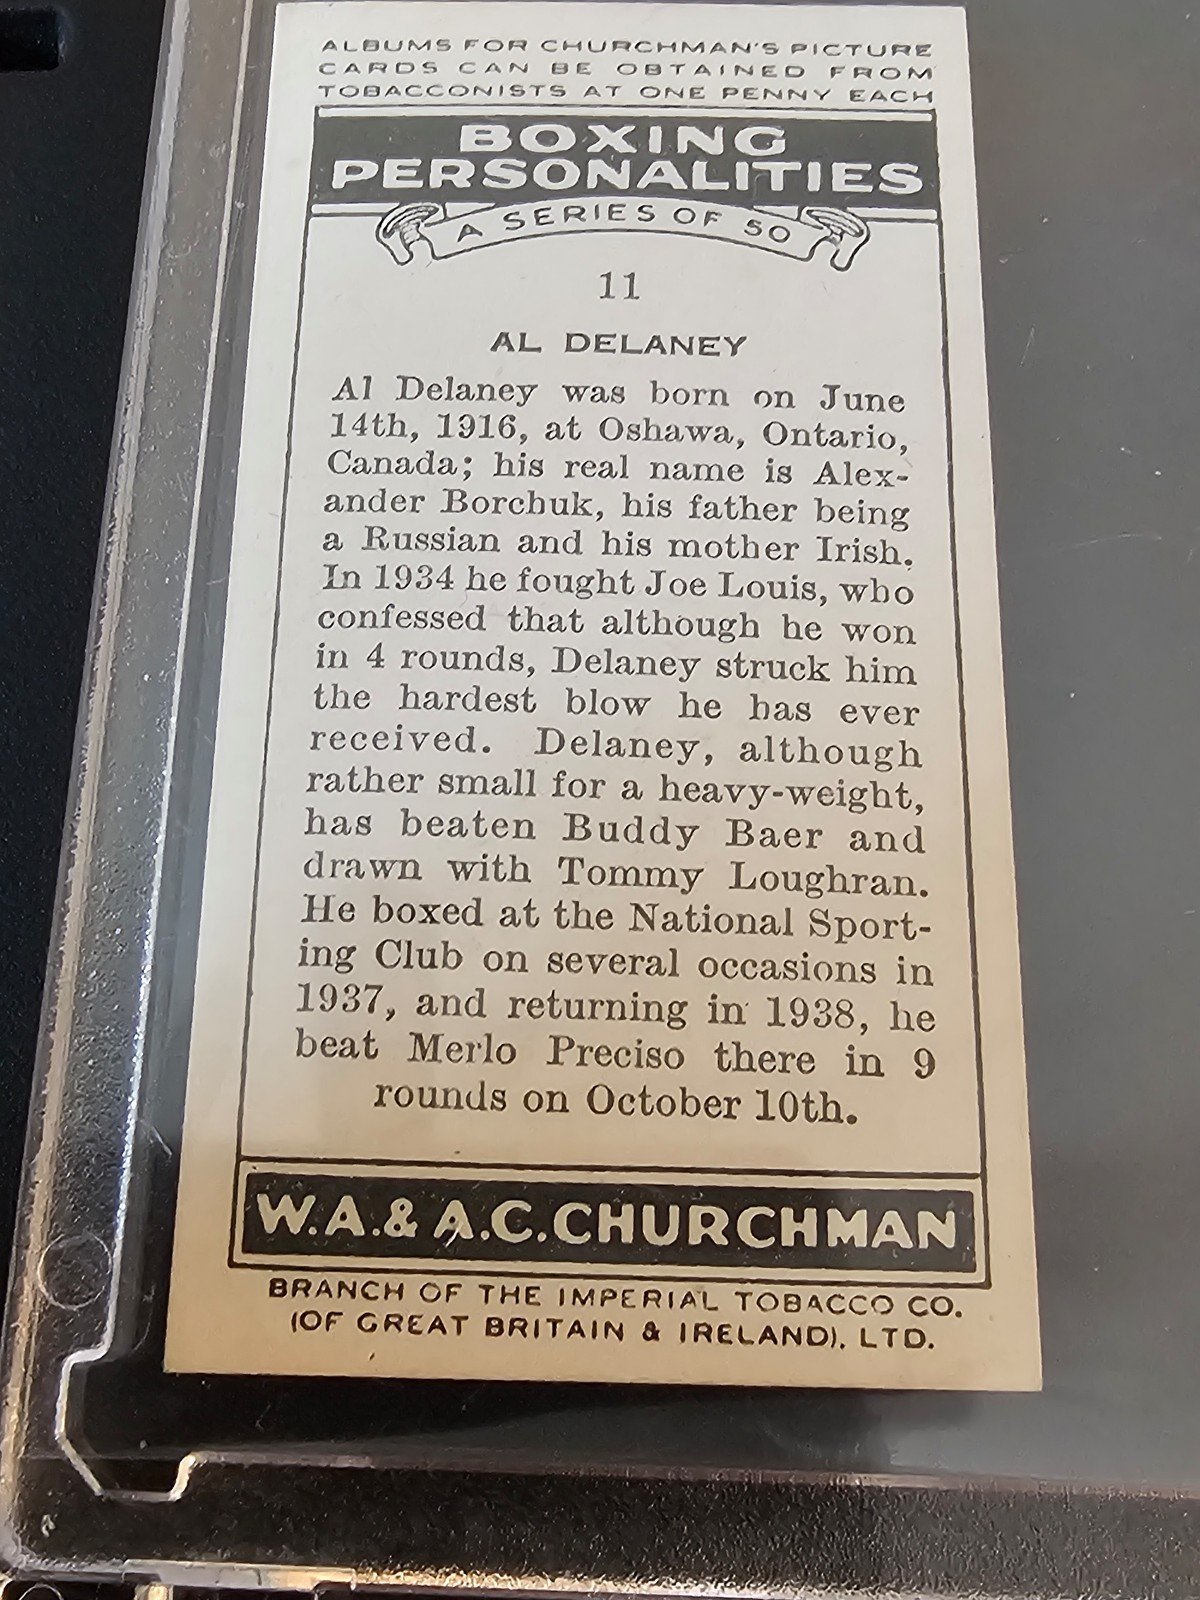 ALBUMS FOR CHURCHMAN'S PICTURE
CARDS CAN BE OBTAINED FROM
TOBACCONISTS AT ONE PENNY EACH
BOXING
PERSONALITIES
A SERIES OF 50
11
AL DELANEY
Al Delaney was born on June
14th, 1916, at Oshawa, Ontario,
Canada; his real name is Alex-
ander Borchuk, his father being
a Russian and his mother Irish.
In 1934 he fought Joe Louis, who
confessed that although he won
in 4 rounds, Delaney struck him
the hardest blow he has ever
received. Delaney, although
rather small for a heavy-weight,
has beaten Buddy Baer and
drawn with Tommy Loughran.
He boxed at the National Sport-
ing Club on several occasions in
1937, and returning in 1938, he
beat Merlo Preciso there in 9
rounds on October 10th.
W.A.& A.C.CHURCHMAN
BRANCH OF THE IMPERIAL TOBACCO CO.
(OF GREAT BRITAIN & IRELAND), LTD.